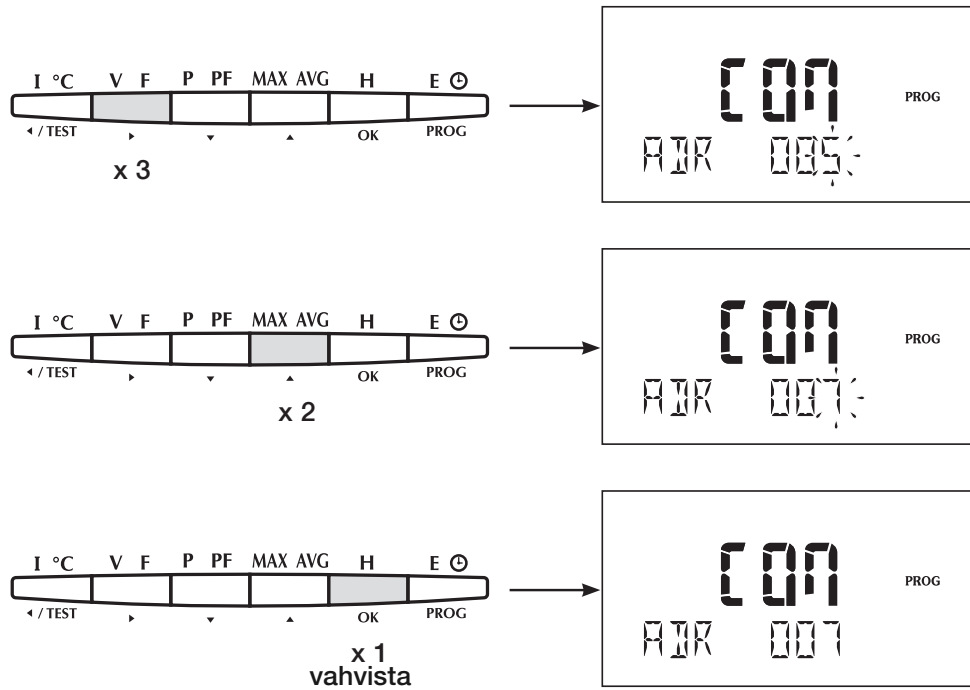 I °C V F P PF MAX AVG H E
/ TEST OK PROG
x 3
COM PROG
ADR 005
I °C V F P PF MAX AVG H E
/ TEST OK PROG
x 2
COM PROG
ADR 007
I °C V F P PF MAX AVG H E
/ TEST OK PROG
x 1
vahvista
COM PROG
ADR 007